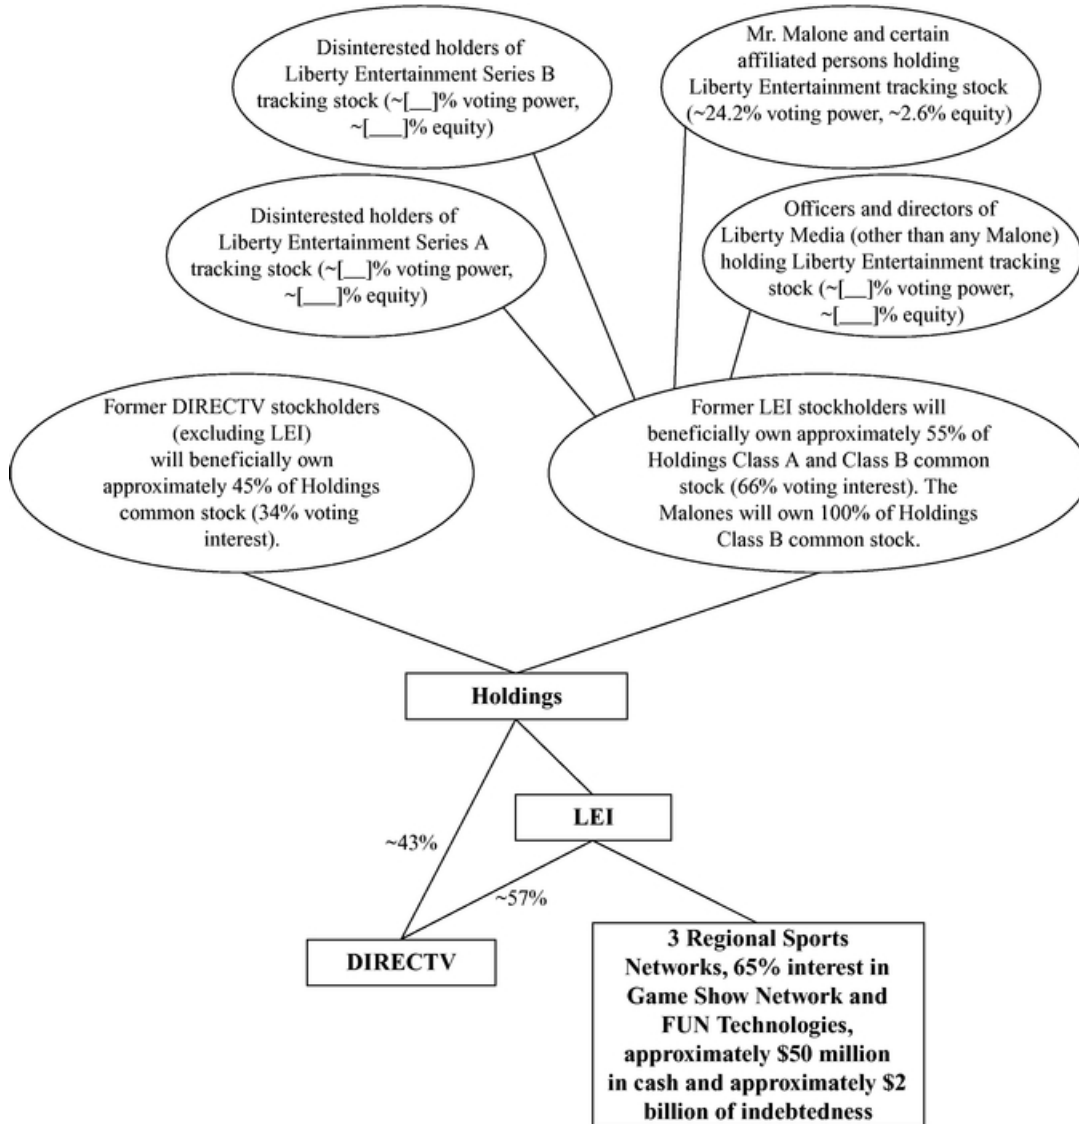 Disinterested holders of
Liberty Entertainment Series B
tracking stock (~[__]% voting power,
~[___]% equity)
Mr. Malone and certain
affiliated persons holding
Liberty Entertainment tracking
stock
(~24.2% voting power, ~2.6% equity)
Disinterested holders of
Liberty Entertainment Series A
tracking stock (~[__]% voting power,
~[___]% equity)
Officers and directors of
Liberty Media (other than any Malone)
holding Liberty Entertainment tracking
stock (~[__]% voting power,
~[___]% equity)
Former DIRECTV stockholders
(excluding LEI)
will beneficially own
approximately 45% of Holdings
common stock (34% voting
interest).
Former LEI stockholders will
beneficially own approximately 55% of
Holdings Class A and Class B common
stock (66% voting interest). The
Malones will own 100% of Holdings
Class B common stock.
Holdings
LEI
~43%
~57%
DIRECTV
3 Regional Sports
Networks, 65% interest in
Game Show Network and
FUN Technologies,
approximately $50 million
in cash and approximately $2
billion of indebtedness